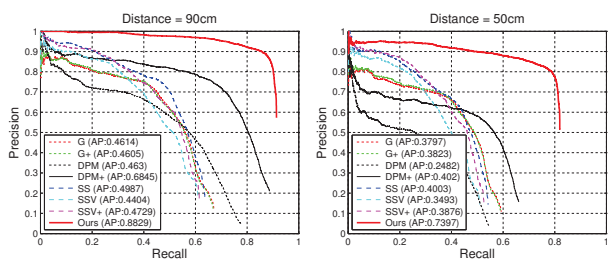 Distance = 90cm
1
0.9
0.8
0.7
0.6
0.5
0.4
0.3
0.2
0.1
0
Precision
G (AP:0.4614)
G+ (AP:0.4605)
DPM (AP:0.463)
DPM+ (AP:0.6845)
SS (AP:0.4987)
SSV (AP:0.4404)
SSV+ (AP:0.4729)
Ours (AP:0.8829)
0 0.2 0.4 0.6 0.8 1
Recall
Distance = 50cm
1
0.9
0.8
0.7
0.6
0.5
0.4
0.3
0.2
0.1
0
Precision
G (AP:0.3797)
G+ (AP:0.3823)
DPM (AP:0.2482)
DPM+ (AP:0.402)
SS (AP:0.4003)
SSV (AP:0.3493)
SSV+ (AP:0.3876)
Ours (AP:0.7397)
0 0.2 0.4 0.6 0.8 1
Recall